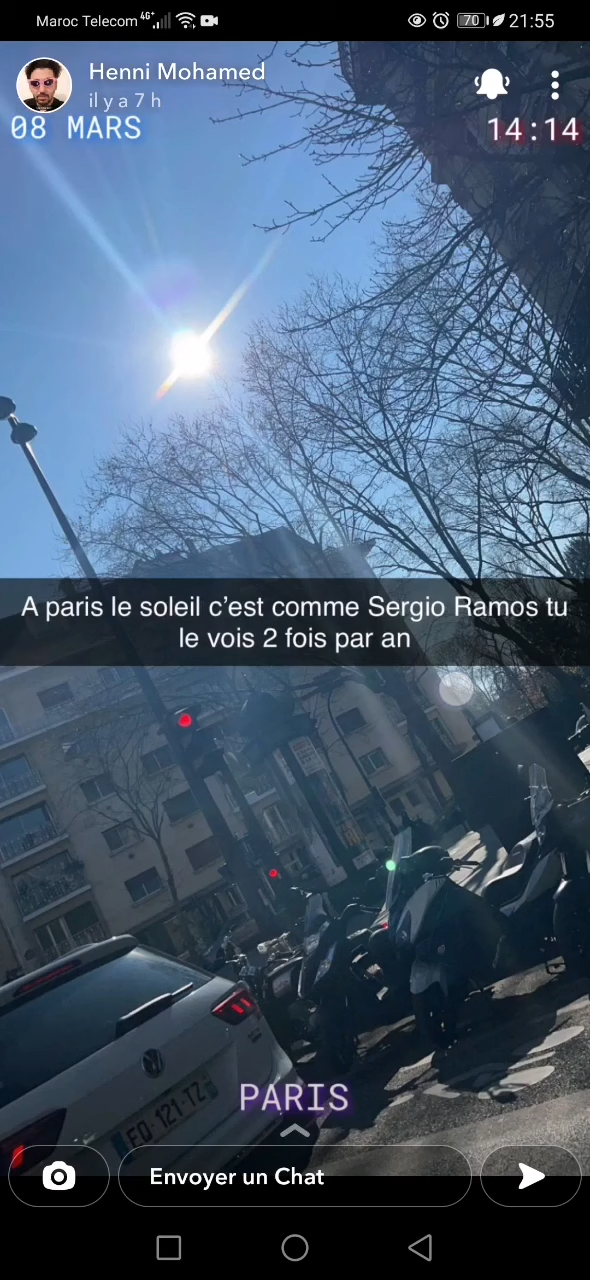 Maroc Telecom 4G+ 70 21:55
Henni Mohamed
il y a 7 h
08 MARS 14:14
A paris le soleil c'est comme Sergio Ramos tu
le vois 2 fois par an
PARIS
Envoyer un Chat